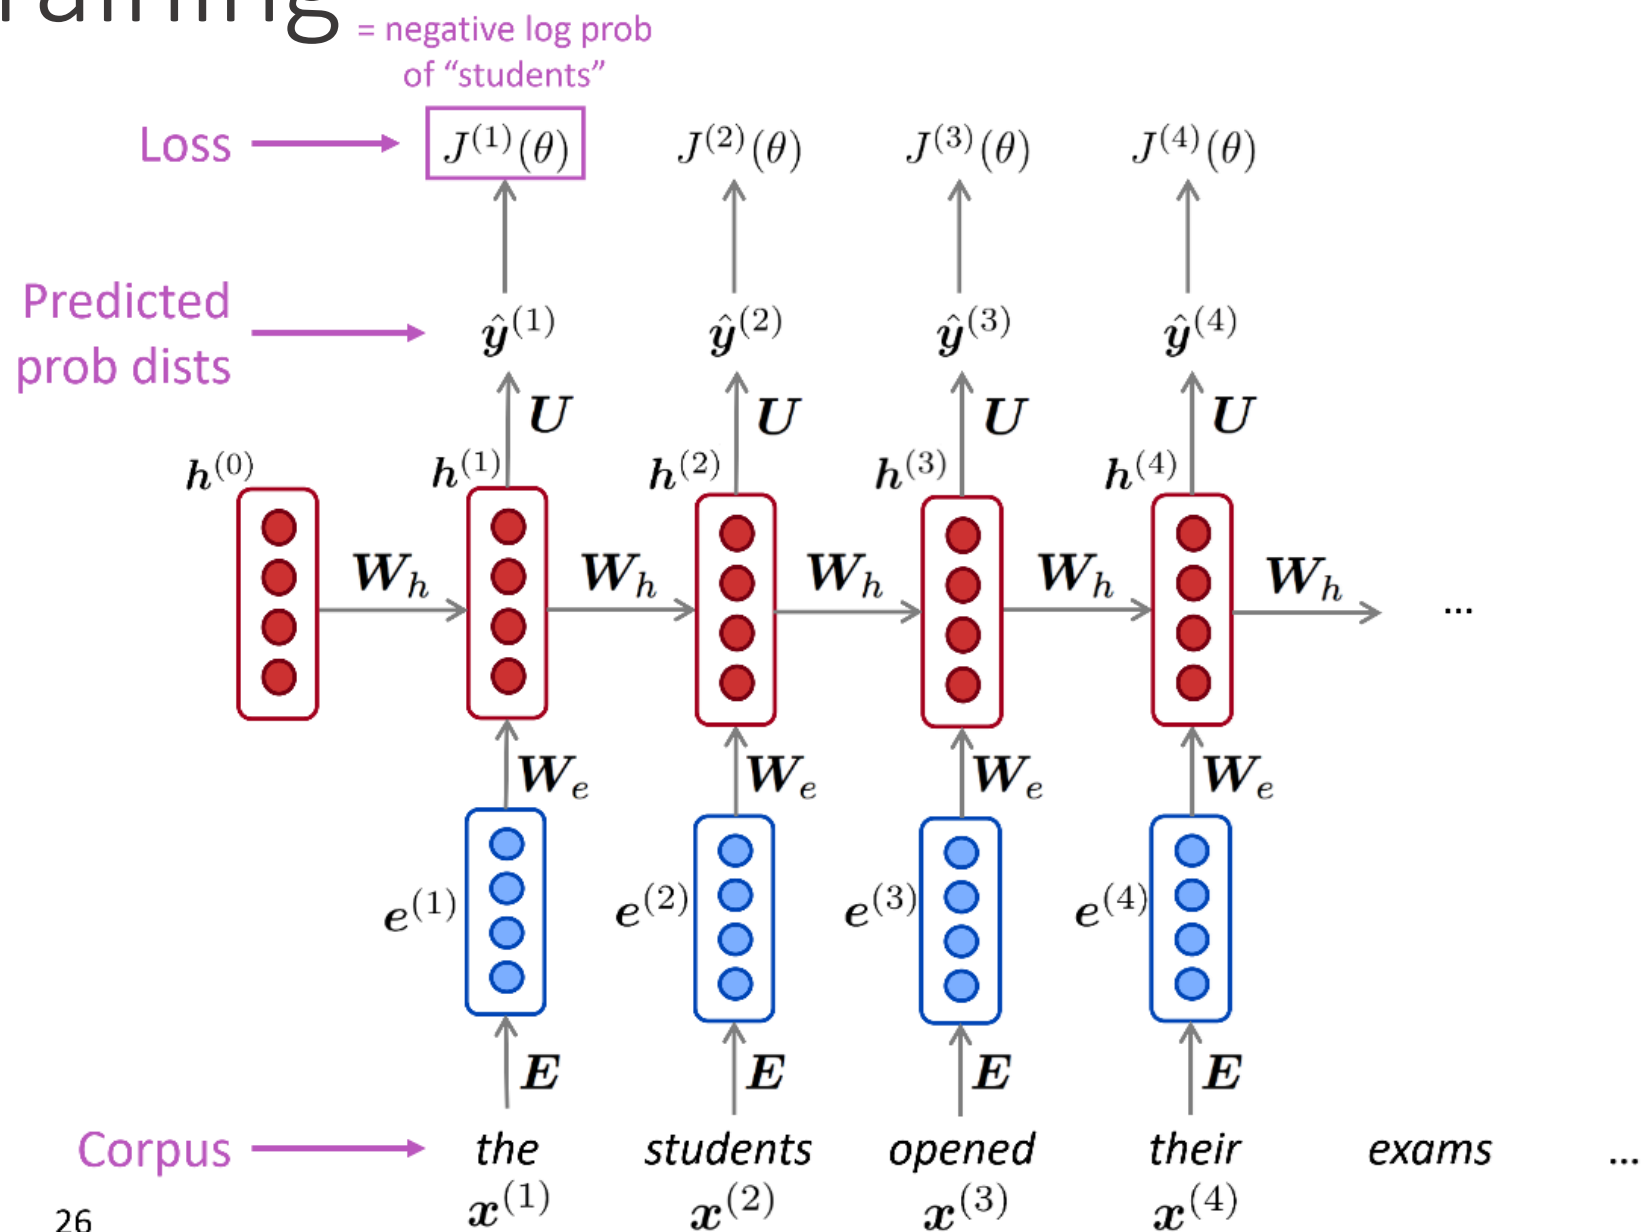 raining
= negative log prob
of “students”
Loss
J^{(1)}(θ) J^{(2)}(θ) J^{(3)}(θ) J^{(4)}(θ)
Predicted
prob dists
ŷ^{(1)} ŷ^{(2)} ŷ^{(3)} ŷ^{(4)}
U U U U
h^{(0)} h^{(1)} h^{(2)} h^{(3)} h^{(4)}
W_h W_h W_h W_h W_h ...
W_e W_e W_e W_e
e^{(1)} e^{(2)} e^{(3)} e^{(4)}
E E E E
Corpus the students opened their exams ...
x^{(1)} x^{(2)} x^{(3)} x^{(4)}
26